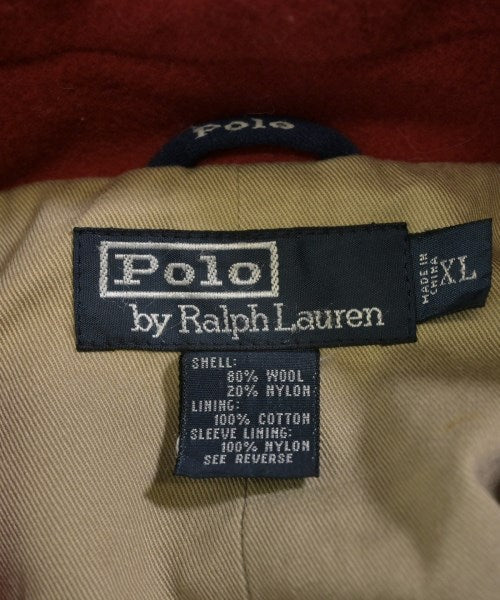 Polo
Polo
by Ralph Lauren
MADE IN
CHINA
XL
SHELL:
80% WOOL
20% NYLON
LINING:
100% COTTON
SLEEVE LINING:
100% NYLON
SEE REVERSE